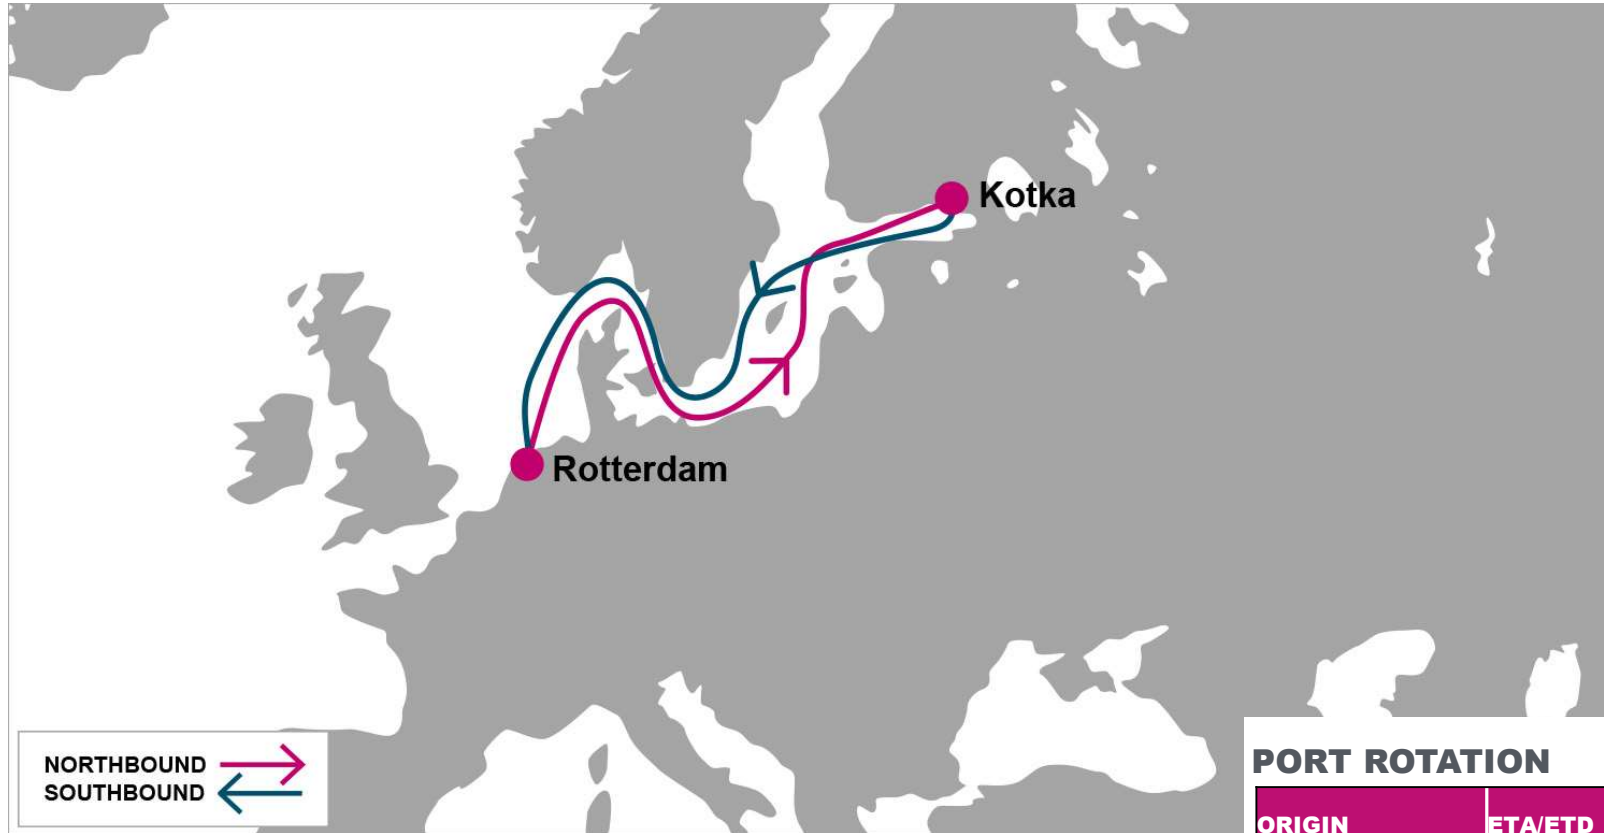 Kotka
Rotterdam
NORTHBOUND
SOUTHBOUND
PORT ROTATION
ORIGIN ETA/ETD